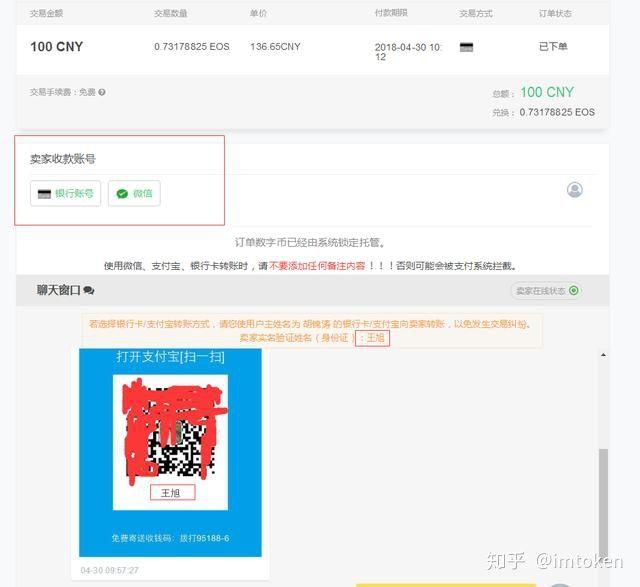 交易金额 交易数量 单价 付款期限 交易方式 订单状态
100 CNY 0.73178825 EOS 136.65CNY 2018-04-30 10:12 已下单
交易手续费：免费
总额： 100 CNY
兑换： 0.73178825 EOS
卖家收款账号
银行账号 微信
订单数字币已经由系统锁定托管。
使用微信、支付宝、银行卡转账时，请不要添加任何备注内容！！！否则可能会被支付系统拦截。
聊天窗口 卖家在线状态
若选择银行卡/支付宝转账方式，请您使用户主姓名为 胡锦涛 的银行卡/支付宝向卖家转账，以免发生交易纠纷。
卖家实名验证姓名（身份证）：王旭
打开支付宝[扫一扫]
王旭
免费寄送收钱码：拨打95188-6
04-30 09:57:27
知乎 @imtoken